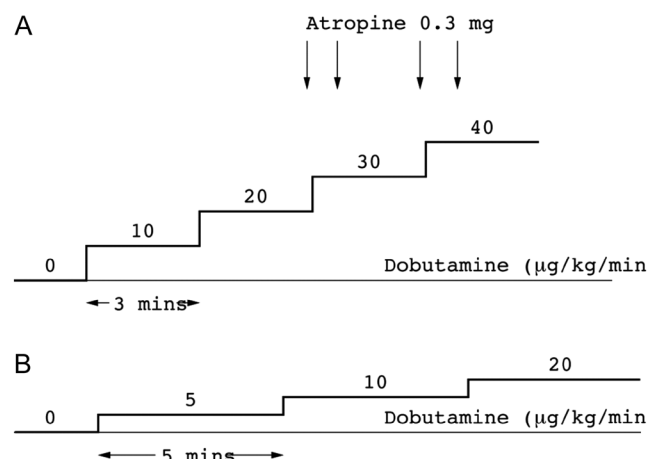 A
Atropine 0.3 mg
40
30
20
10
0
Dobutamine (µg/kg/min
3 mins
B
20
10
5
0
Dobutamine (µg/kg/min
5 mins